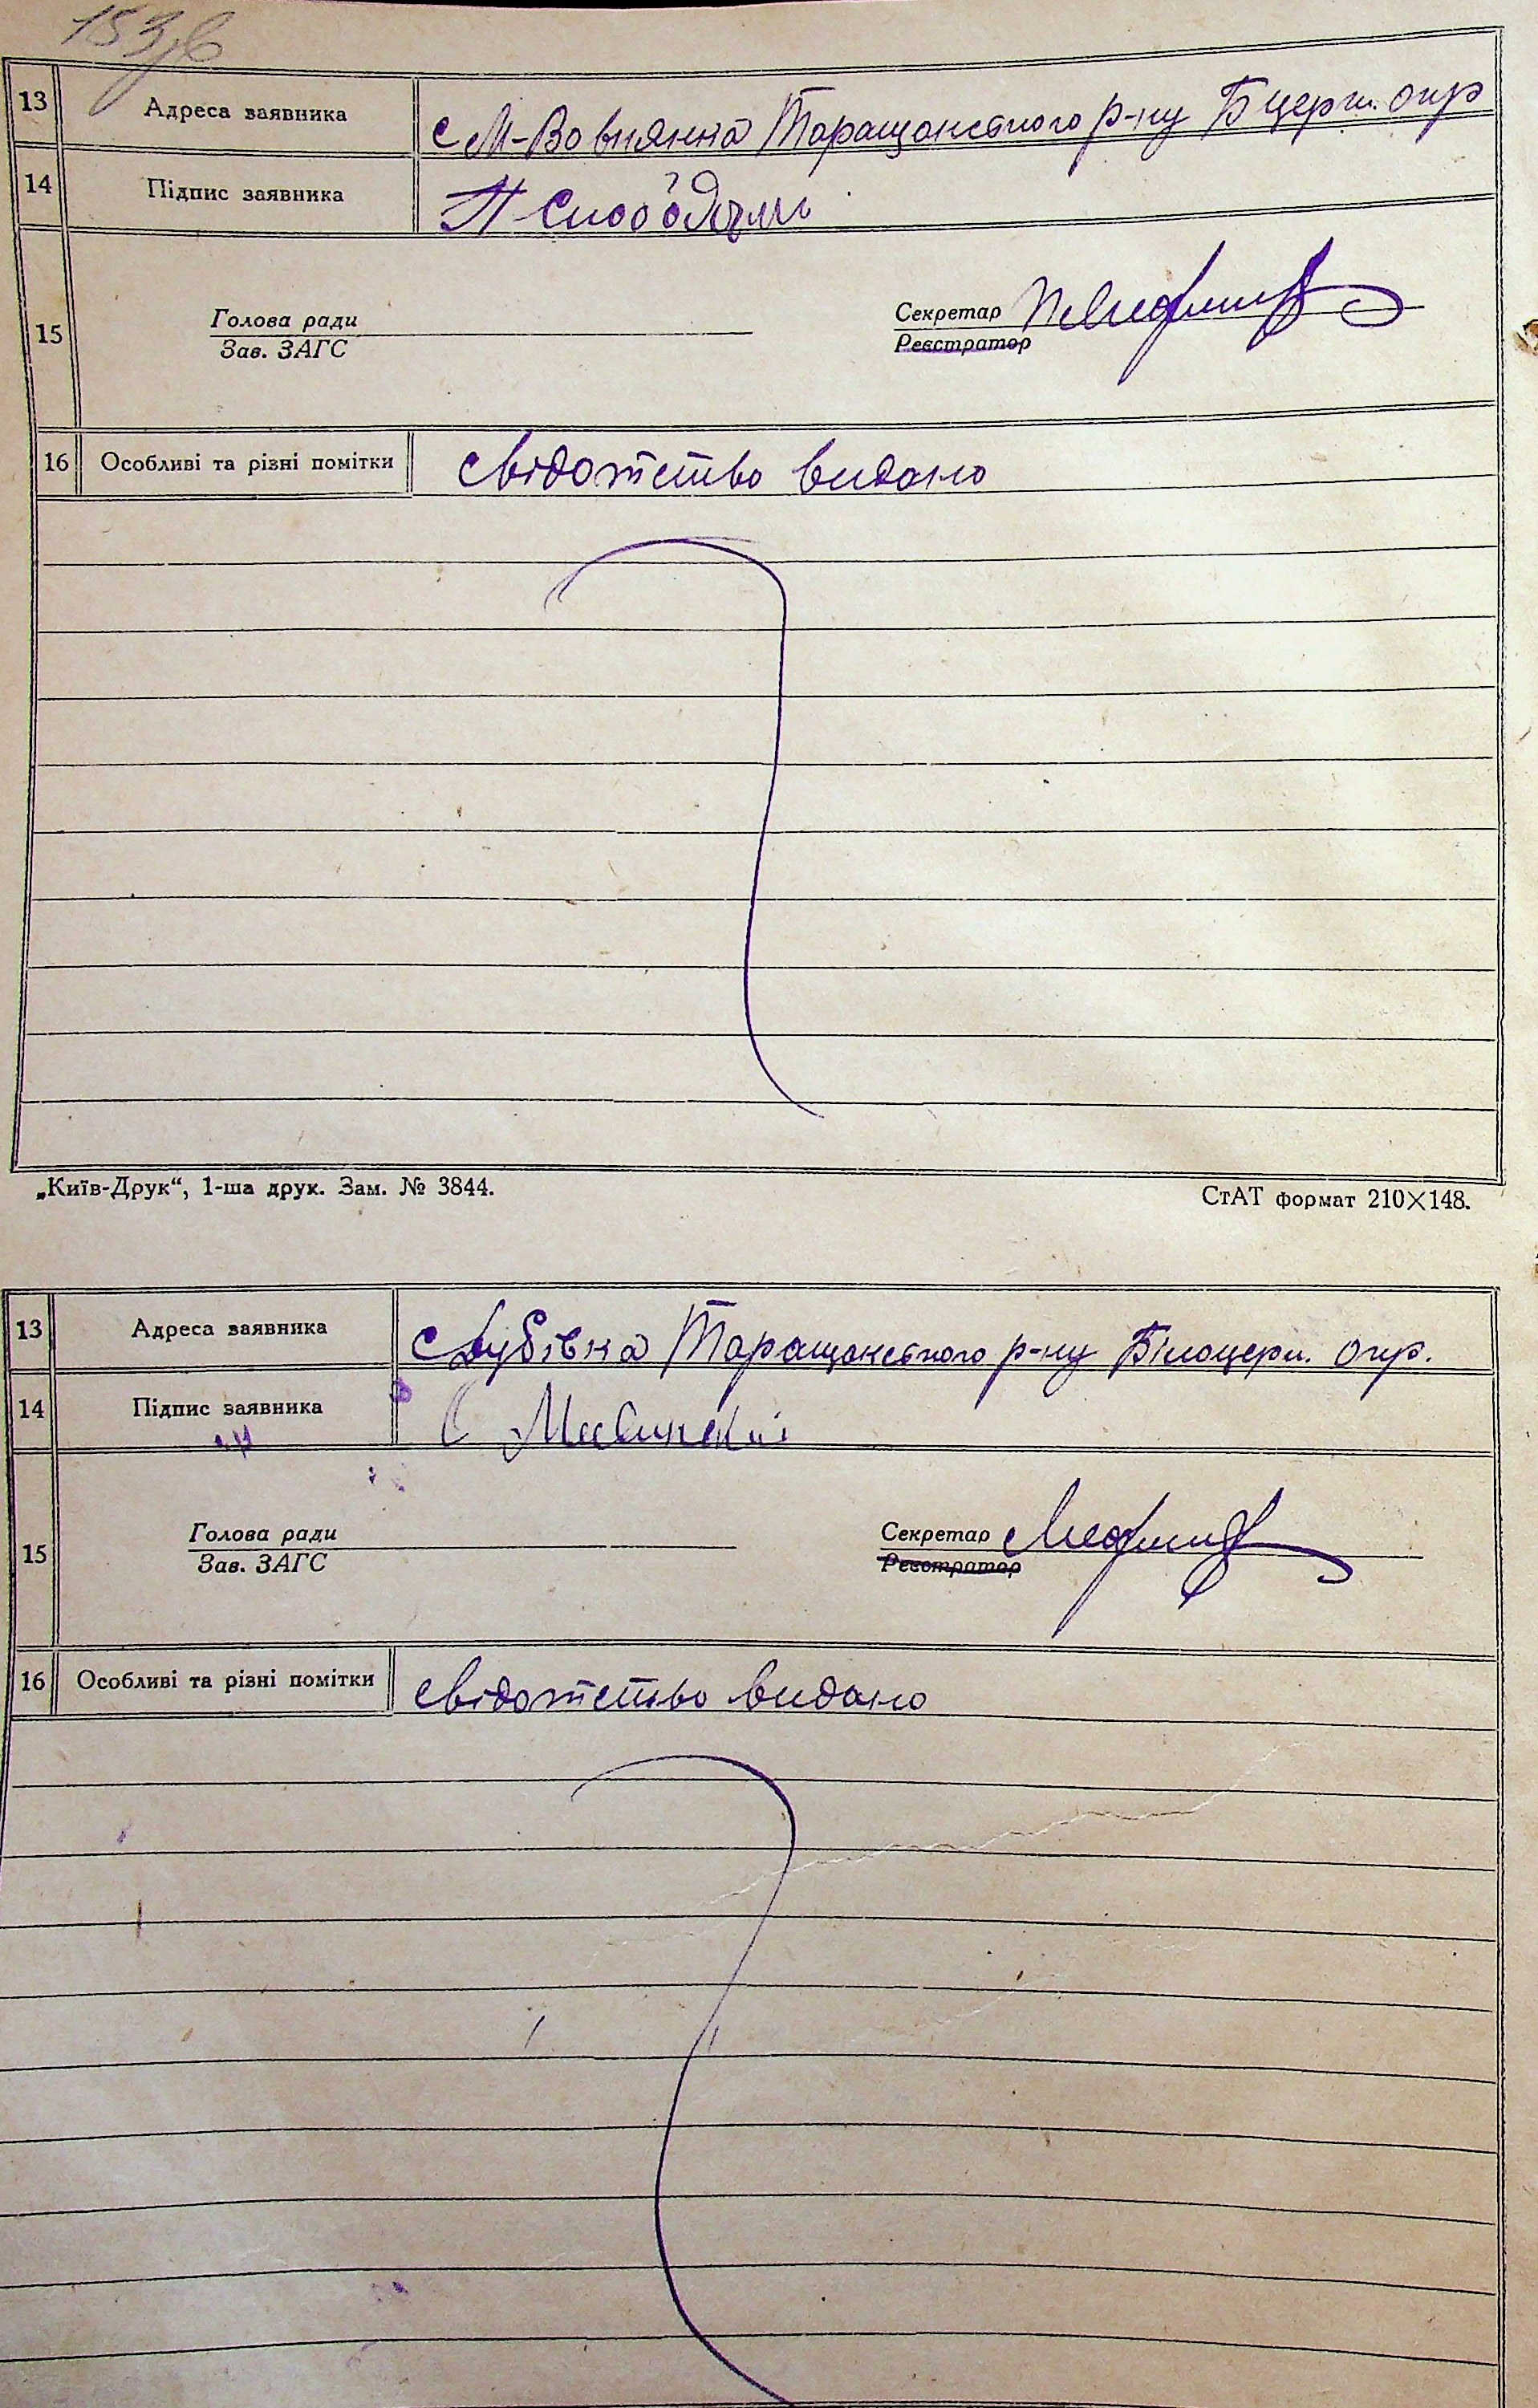 153зв
13 Адреса заявника с М-Вовнянка Таращанського р-ну Бцерк. окр
14 Підпис заявника П Слободян
15 Голова ради Секретар
Зав. ЗАГС Реєстратор
16 Особливі та різні помітки свідоцтво видано
„Київ-Друк“, 1-ша друк. Зам. № 3844. СтАТ формат 210×148.
13 Адреса заявника с Дубівка Таращанського р-ну Білоцерк. окр.
14 Підпис заявника
15 Голова ради Секретар
Зав. ЗАГС Реєстратор
16 Особливі та різні помітки свідоцтво видано